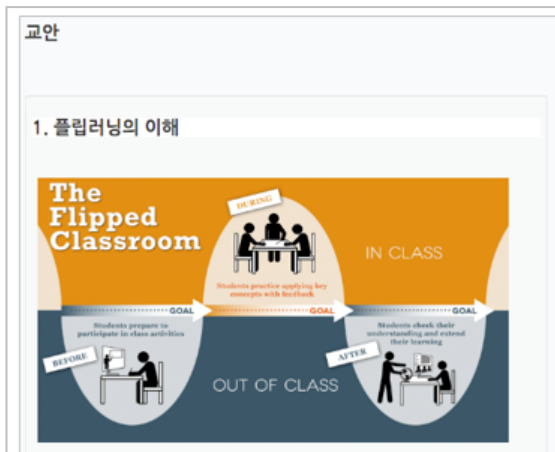 교안
1. 플립러닝의 이해
The
Flipped
Classroom
DURING
IN CLASS
Students practice applying key
concepts with feedback
GOAL
GOAL
GOAL
Students prepare to
participate in class activities
Students check their
understanding and extend
their learning
BEFORE
AFTER
OUT OF CLASS